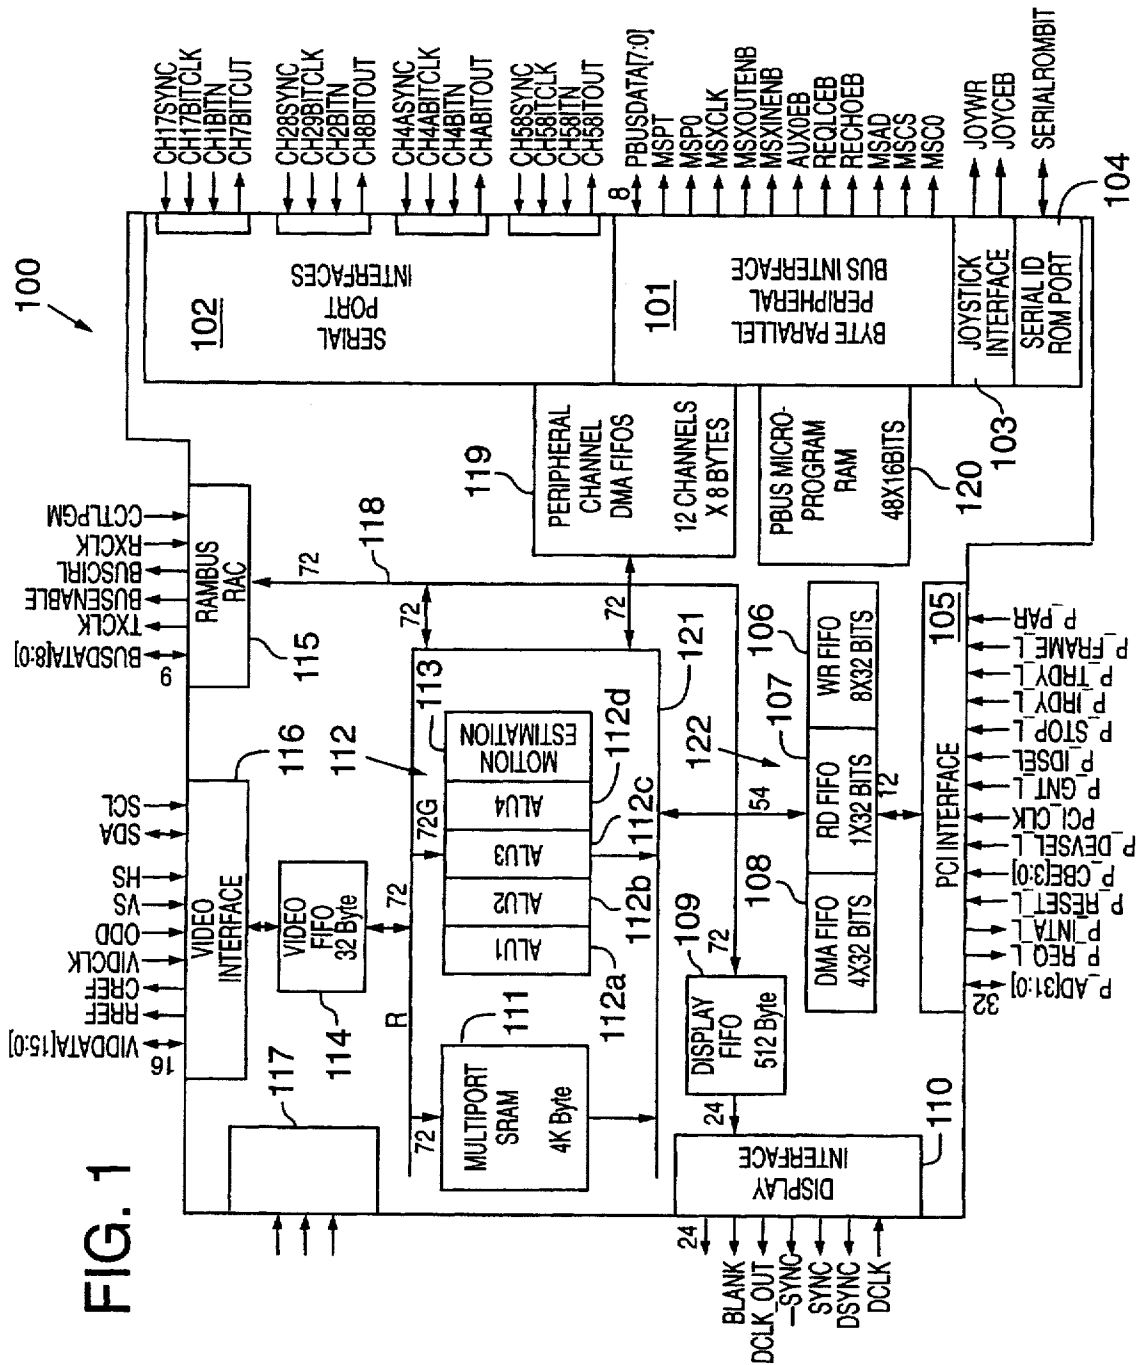 FIG. 1
100
CH17SYNC
CH17BITCLK
CH1BITN
CH7BITCUT
CH28SYNC
CH29BITCLK
CH2BITN
CH8BITOUT
CH4ASYNC
CH4ABITCLK
CH4BITN
CHABITOUT
CH58SYNC
CH58ITCLK
CH58ITN
CH58ITOUT
8
PBUSDATA[7:0]
MSPT
MSP0
MSXCLK
MSXOUTENB
MSXINENB
AUX0EB
REQLCEB
RECHOEB
MSAD
MSCS
MSC0
JOYWR
JOYCEB
SERIALROMBIT
104
102
SERIAL
PORT
INTERFACES
101
BYTE PARALLEL
PERIPHERAL
BUS INTERFACE
JOYSTICK
INTERFACE
SERIAL ID
ROM PORT
103
119
PERIPHERAL
CHANNEL
DMA FIFOS
12 CHANNELS
X 8 BYTES
PBUS MICRO-
PROGRAM
RAM
48X16BITS
120
CCTLPGM
RXCLK
BUSCIRL
BUSENABLE
TXCLK
BUSDATA[8:0]
9
RAMBUS
RAC
115
72
118
72
72
121
116
SCL
SDA
HS
VS
ODD
VIDCLK
CREF
RREF
VIDDATA[15:0]
16
VIDEO
INTERFACE
VIDEO
FIFO
32 Byte
114
72
117
R
112
113
72G
MOTION
ESTIMATION
ALU4
ALU3
ALU2
ALU1
112d
112c
112b
112a
111
72
MULTIPORT
SRAM
4K Byte
54
122
106
107
108
WR FIFO
8X32 BITS
RD FIFO
1X32 BITS
DMA FIFO
4X32 BITS
12
109
72
DISPLAY
FIFO
512 Byte
24
DISPLAY
INTERFACE
110
24
BLANK
DCLK_OUT
—SYNC
SYNC
DSYNC
DCLK
105
PCI INTERFACE
P_PAR
P_FRAME_L
P_TRDY_L
P_IRDY_L
P_STOP_L
P_IDSEL
P_GNT_L
PCI_CLK
P_DEVSEL_L
P_CBE[3:0]
P_RESET_L
P_INTA_L
P_REQ_L
P_AD[31:0]
32